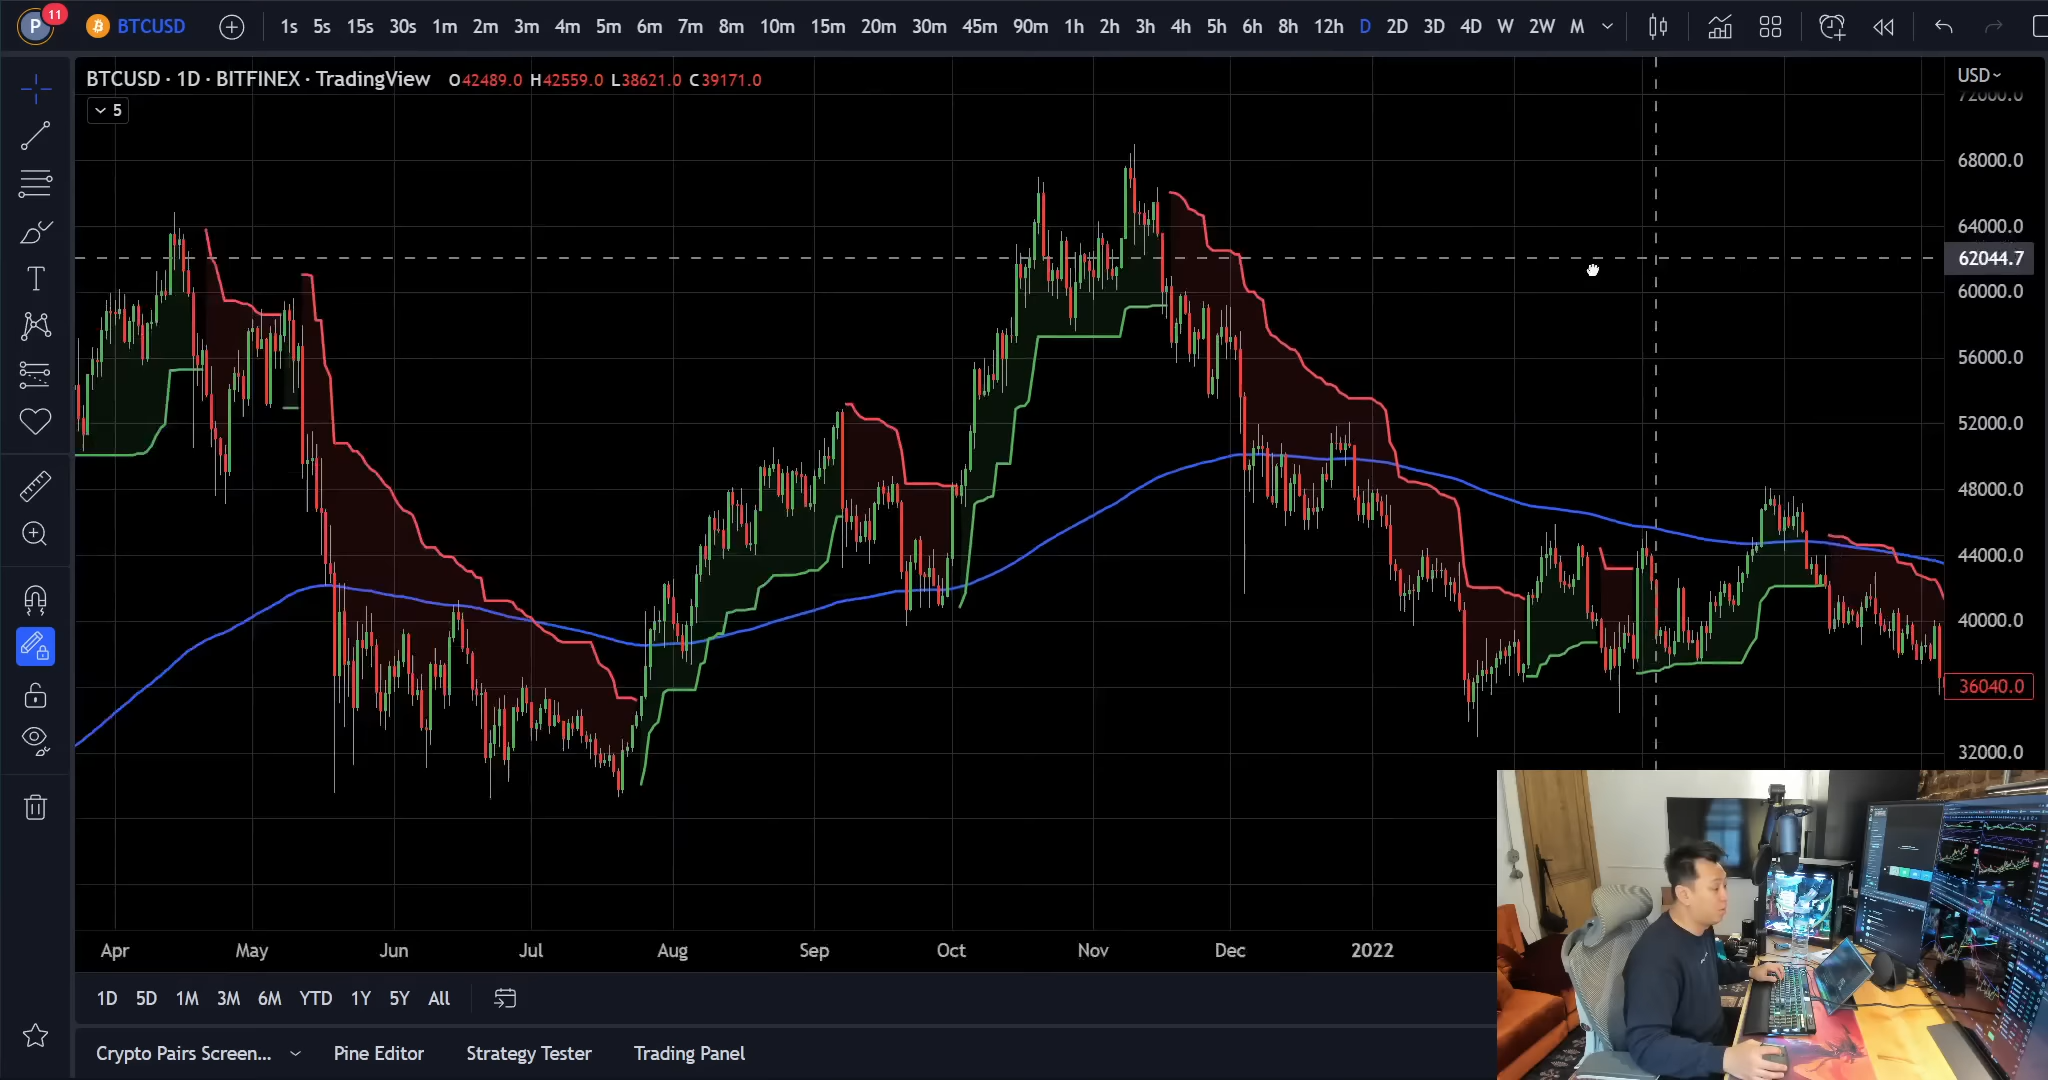 P 11 BTCUSD 1s 5s 15s 30s 1m 2m 3m 4m 5m 6m 7m 8m 10m 15m 20m 30m 45m 90m 1h 2h 3h 4h 5h 6h 8h 12h D 2D 3D 4D W 2W M
BTCUSD · 1D · BITFINEX · TradingView O42489.0 H42559.0 L38621.0 C39171.0
USD
72000.0
5
68000.0
64000.0
62044.7
60000.0
56000.0
52000.0
48000.0
44000.0
40000.0
36040.0
32000.0
Apr May Jun Jul Aug Sep Oct Nov Dec 2022
1D 5D 1M 3M 6M YTD 1Y 5Y All
Crypto Pairs Screen... Pine Editor Strategy Tester Trading Panel